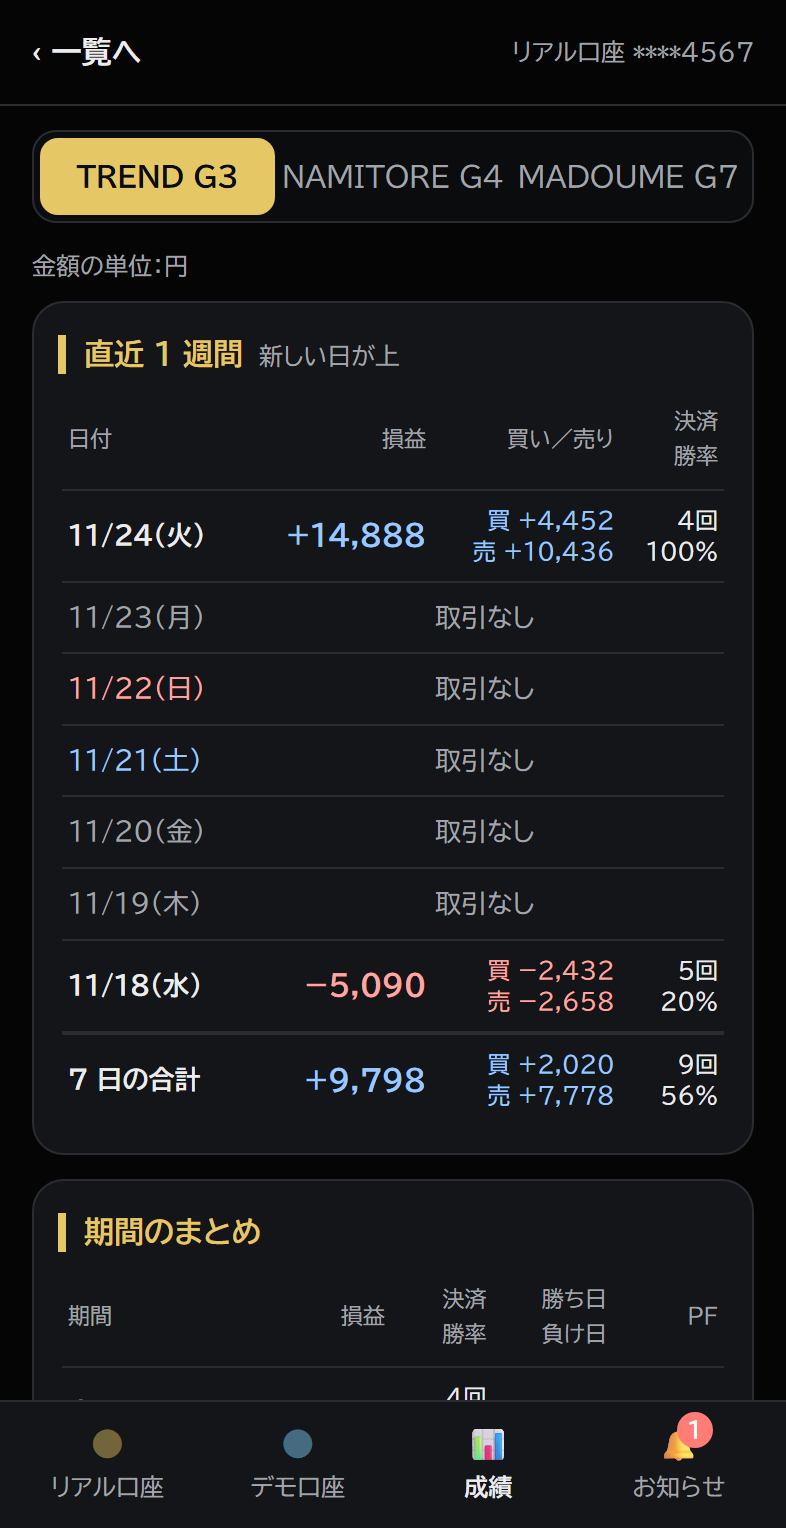 ‹ 一覧へ
リアル口座 ****4567
TREND G3 NAMITORE G4 MADOUME G7
金額の単位：円
直近 1 週間 新しい日が上
日付 損益 買い／売り 決済
勝率
11/24(火) +14,888 買 +4,452 4回
売 +10,436 100%
11/23(月) 取引なし
11/22(日) 取引なし
11/21(土) 取引なし
11/20(金) 取引なし
11/19(木) 取引なし
11/18(水) −5,090 買 −2,432 5回
売 −2,658 20%
7 日の合計 +9,798 買 +2,020 9回
売 +7,778 56%
期間のまとめ
期間 損益 決済 勝ち日 PF
勝率 負け日
4回
リアル口座 デモ口座 成績 お知らせ
1